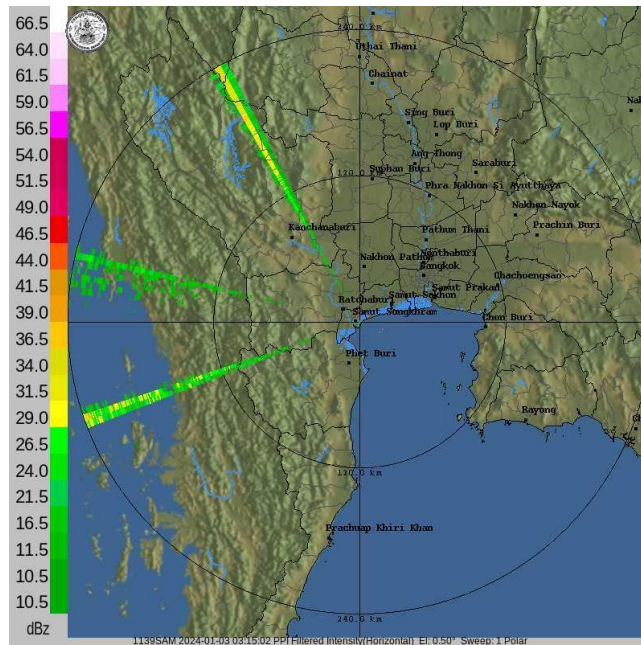 66.5
64.0
61.5
59.0
56.5
54.0
51.5
49.0
46.5
44.0
41.5
39.0
36.5
34.0
31.5
29.0
26.5
24.0
21.5
16.5
11.5
10.5
10.5
dBz
240.0 km
Uthai Thani
Chainat
Sing Buri
Lop Buri
Ang Thong
Saraburi
120.0 km
Suphan Buri
Phra Nakhon Si Ayutthaya
Nakhon Nayok
Prachin Buri
Kanchanaburi
Pathum Thani
Nonthaburi
Nakhon Pathom
Bangkok
Chachoengsao
Samut Prakan
Samut Sakhon
Ratchaburi
Samut Songkhram
Chon Buri
Phet Buri
Rayong
120.0 km
Prachuap Khiri Khan
240.0 km
1139SAM 2024-01-03 03:15:02 PPI Filtered Intensity(Horizontal) El: 0.50° Sweep: 1 Polar